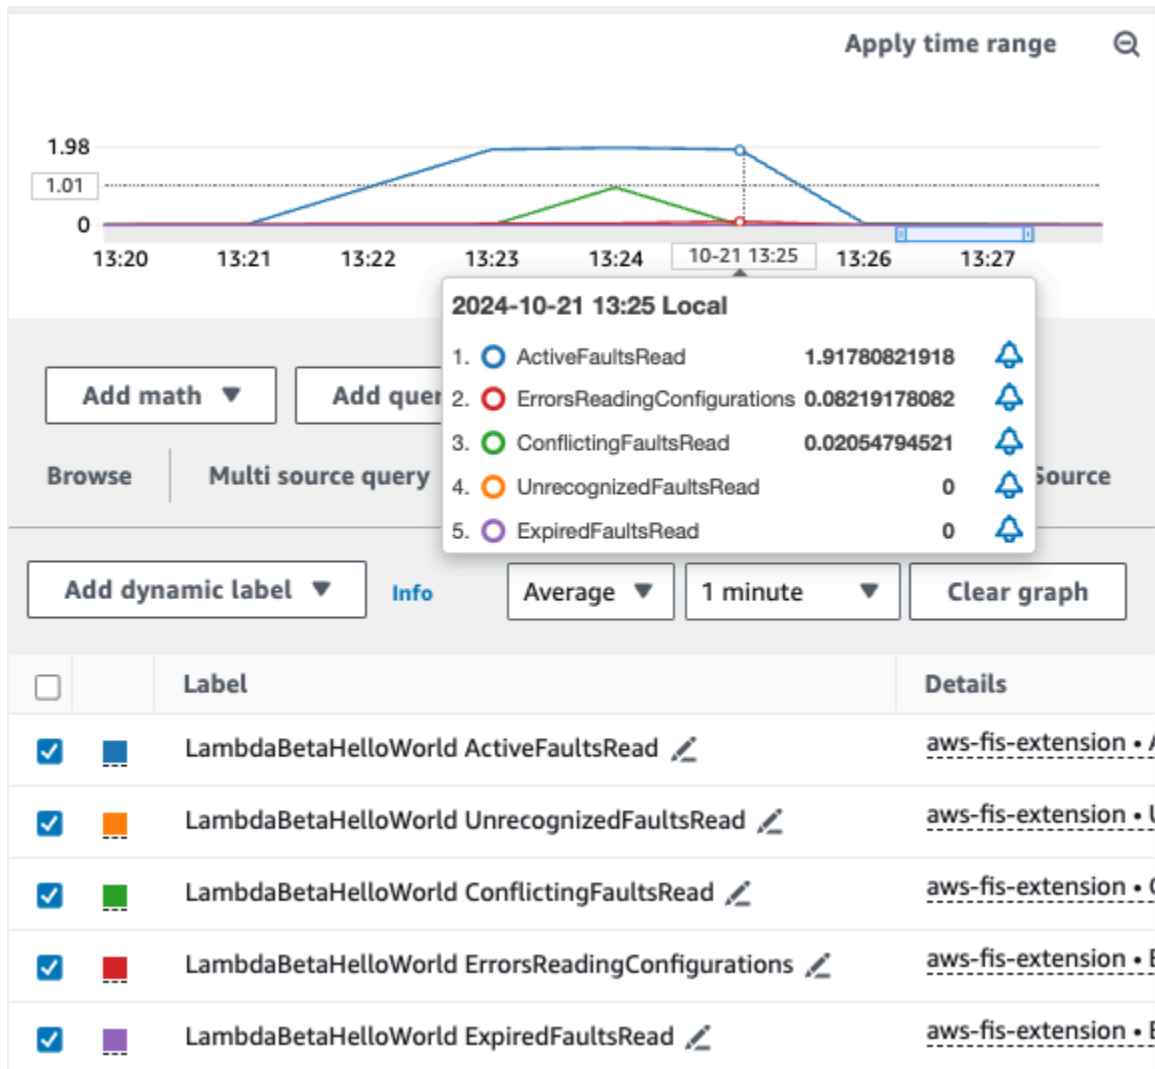 Apply time range
1.98
1.01
0
13:20 13:21 13:22 13:23 13:24 10-21 13:25 13:26 13:27
2024-10-21 13:25 Local
1. ActiveFaultsRead 1.91780821918
2. ErrorsReadingConfigurations 0.08219178082
3. ConflictingFaultsRead 0.02054794521
4. UnrecognizedFaultsRead 0
5. ExpiredFaultsRead 0
Add math Add quer
Browse Multi source query Source
Add dynamic label Info Average 1 minute Clear graph
Label Details
LambdaBetaHelloWorld ActiveFaultsRead aws-fis-extension •
LambdaBetaHelloWorld UnrecognizedFaultsRead aws-fis-extension •
LambdaBetaHelloWorld ConflictingFaultsRead aws-fis-extension •
LambdaBetaHelloWorld ErrorsReadingConfigurations aws-fis-extension • E
LambdaBetaHelloWorld ExpiredFaultsRead aws-fis-extension • E